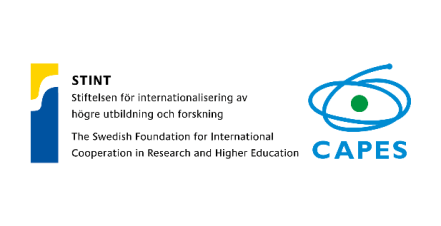 STINT
Stiftelsen för internationalisering av
högre utbildning och forskning
The Swedish Foundation for International
Cooperation in Research and Higher Education
CAPES